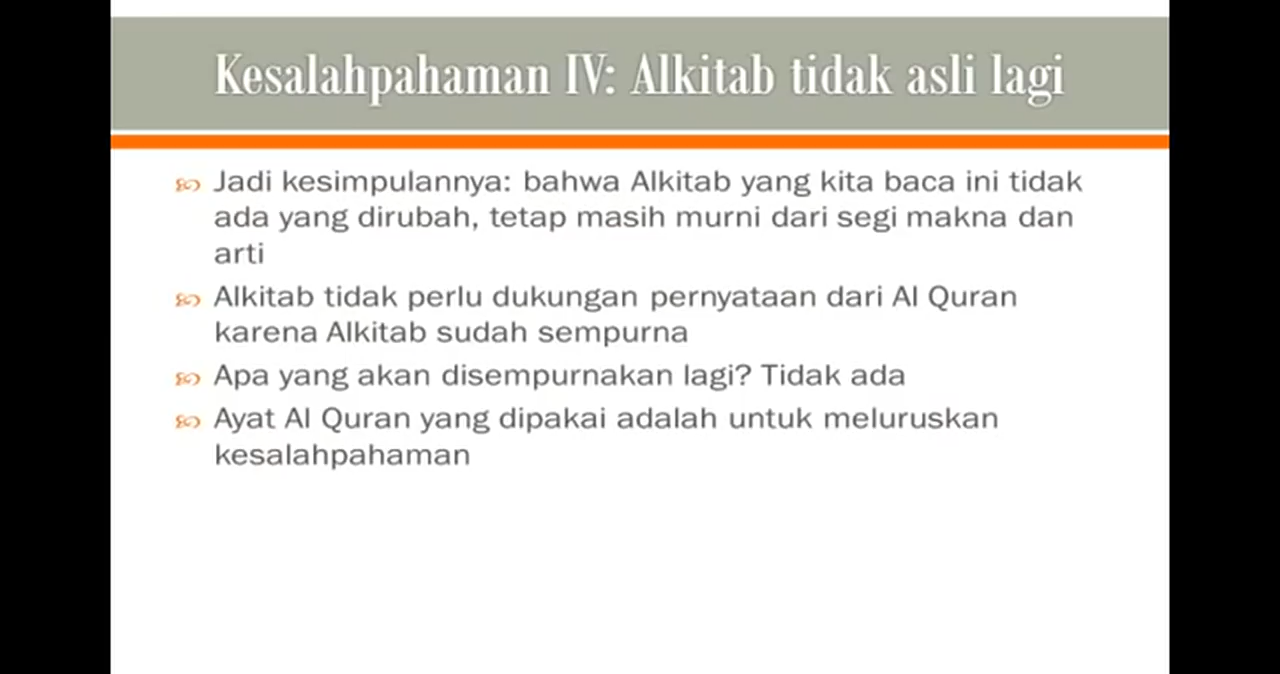 Kesalahpahaman IV: Alkitab tidak asli lagi
Jadi kesimpulannya: bahwa Alkitab yang kita baca ini tidak
ada yang dirubah, tetap masih murni dari segi makna dan
arti
Alkitab tidak perlu dukungan pernyataan dari Al Quran
karena Alkitab sudah sempurna
Apa yang akan disempurnakan lagi? Tidak ada
Ayat Al Quran yang dipakai adalah untuk meluruskan
kesalahpahaman